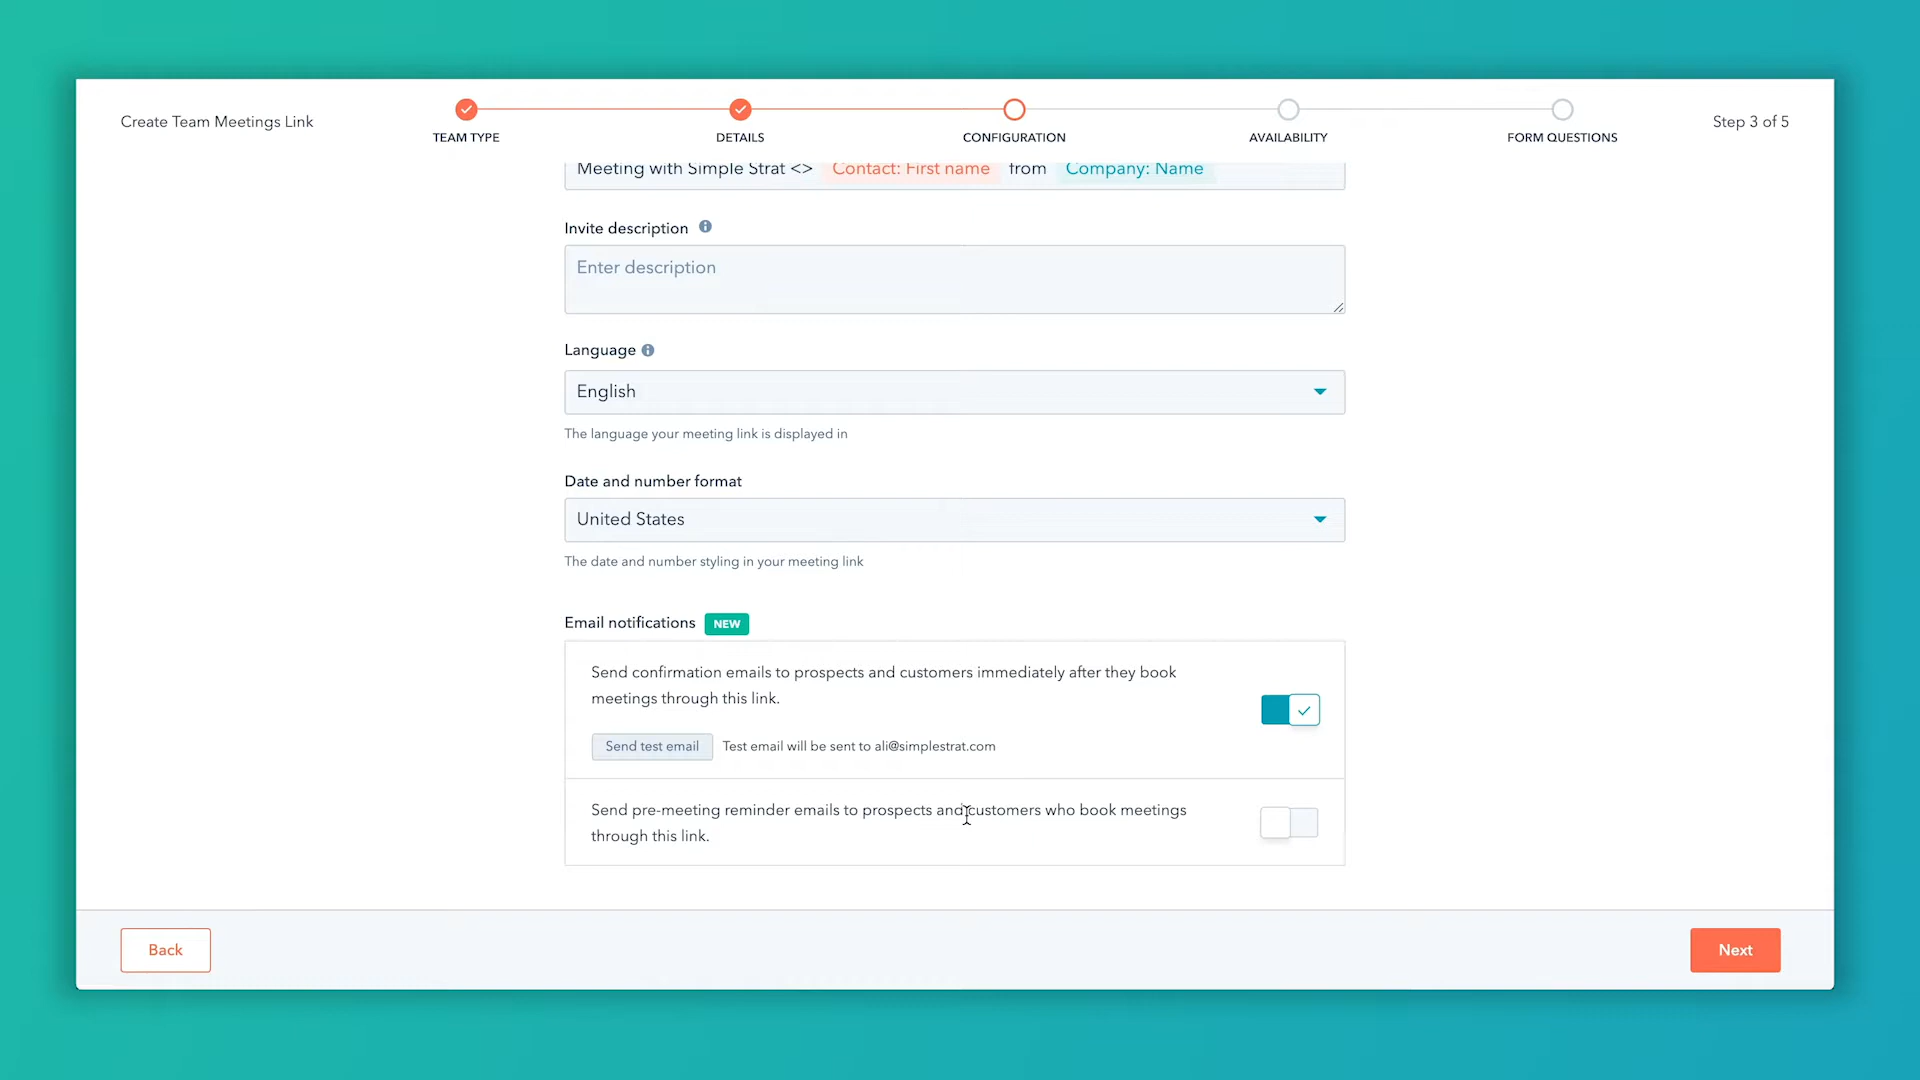 Create Team Meetings Link
TEAM TYPE
DETAILS
CONFIGURATION
AVAILABILITY
FORM QUESTIONS
Step 3 of 5
Meeting with Simple Strat <> Contact: First name from Company: Name
Invite description
Enter description
Language
English
The language your meeting link is displayed in
Date and number format
United States
The date and number styling in your meeting link
Email notifications NEW
Send confirmation emails to prospects and customers immediately after they book
meetings through this link.
Send test email Test email will be sent to ali@simplestrat.com
Send pre-meeting reminder emails to prospects and customers who book meetings
through this link.
Back
Next